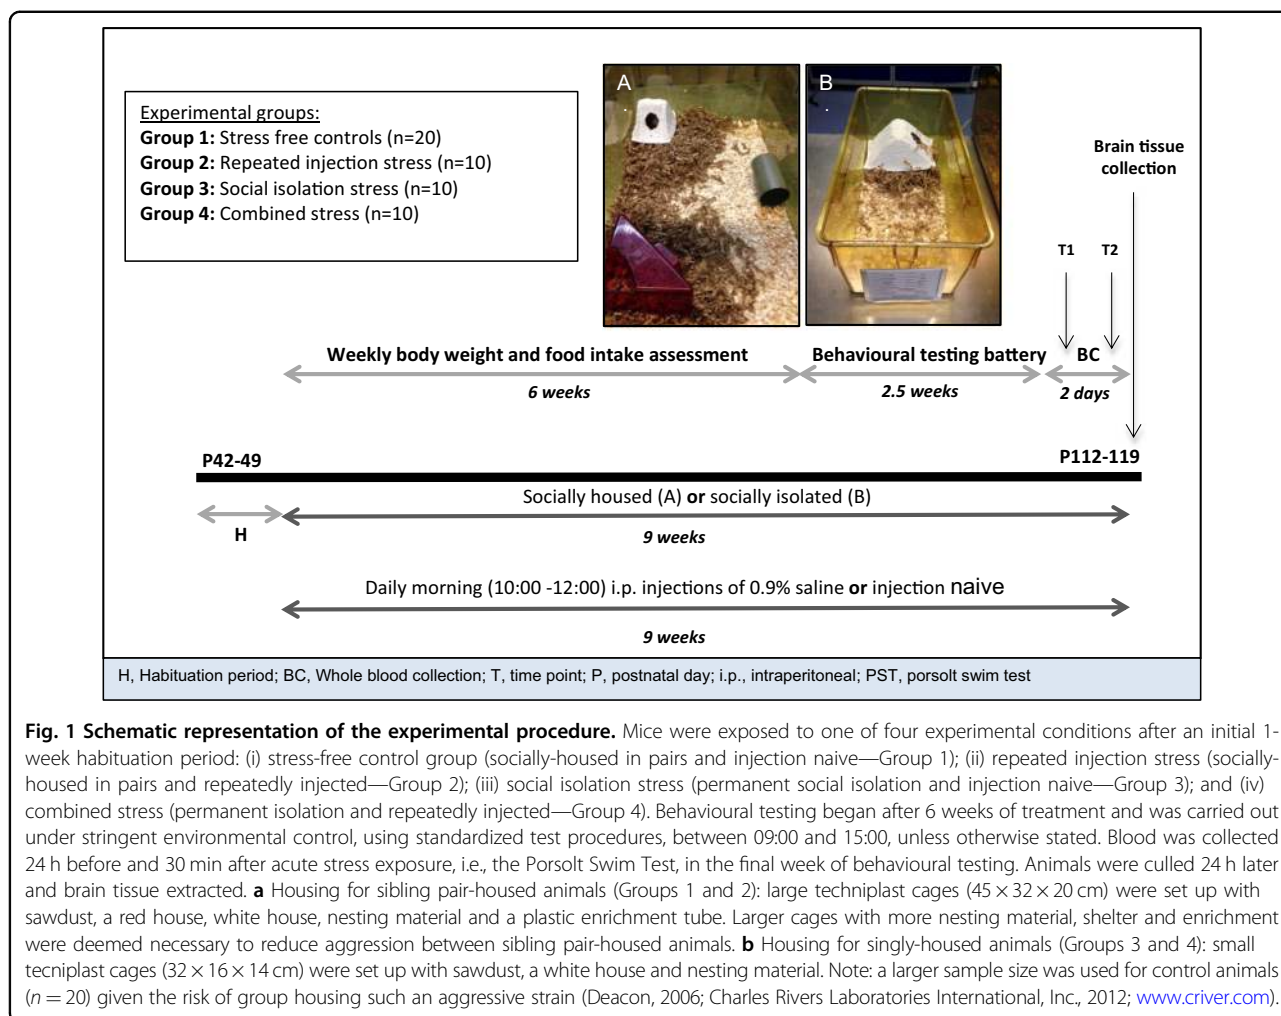 Experimental groups:
Group 1: Stress free controls (n=20)
Group 2: Repeated injection stress (n=10)
Group 3: Social isolation stress (n=10)
Group 4: Combined stress (n=10)
A
B
Brain tissue
collection
T1
T2
Weekly body weight and food intake assessment
Behavioural testing battery
BC
6 weeks
2.5 weeks
2 days
P42-49
P112-119
Socially housed (A) or socially isolated (B)
H
9 weeks
Daily morning (10:00 -12:00) i.p. injections of 0.9% saline or injection naive
9 weeks
H, Habituation period; BC, Whole blood collection; T, time point; P, postnatal day; i.p., intraperitoneal; PST, porsolt swim test
Fig. 1 Schematic representation of the experimental procedure. Mice were exposed to one of four experimental conditions after an initial 1-
week habituation period: (i) stress-free control group (socially-housed in pairs and injection naive—Group 1); (ii) repeated injection stress (socially-
housed in pairs and repeatedly injected—Group 2); (iii) social isolation stress (permanent social isolation and injection naive—Group 3); and (iv)
combined stress (permanent isolation and repeatedly injected—Group 4). Behavioural testing began after 6 weeks of treatment and was carried out
under stringent environmental control, using standardized test procedures, between 09:00 and 15:00, unless otherwise stated. Blood was collected
24 h before and 30 min after acute stress exposure, i.e., the Porsolt Swim Test, in the final week of behavioural testing. Animals were culled 24 h later
and brain tissue extracted. a Housing for sibling pair-housed animals (Groups 1 and 2): large techniplast cages (45 × 32 × 20 cm) were set up with
sawdust, a red house, white house, nesting material and a plastic enrichment tube. Larger cages with more nesting material, shelter and enrichment
were deemed necessary to reduce aggression between sibling pair-housed animals. b Housing for singly-housed animals (Groups 3 and 4): small
tecniplast cages (32 × 16 × 14 cm) were set up with sawdust, a white house and nesting material. Note: a larger sample size was used for control animals
(n = 20) given the risk of group housing such an aggressive strain (Deacon, 2006; Charles Rivers Laboratories International, Inc., 2012; www.criver.com).